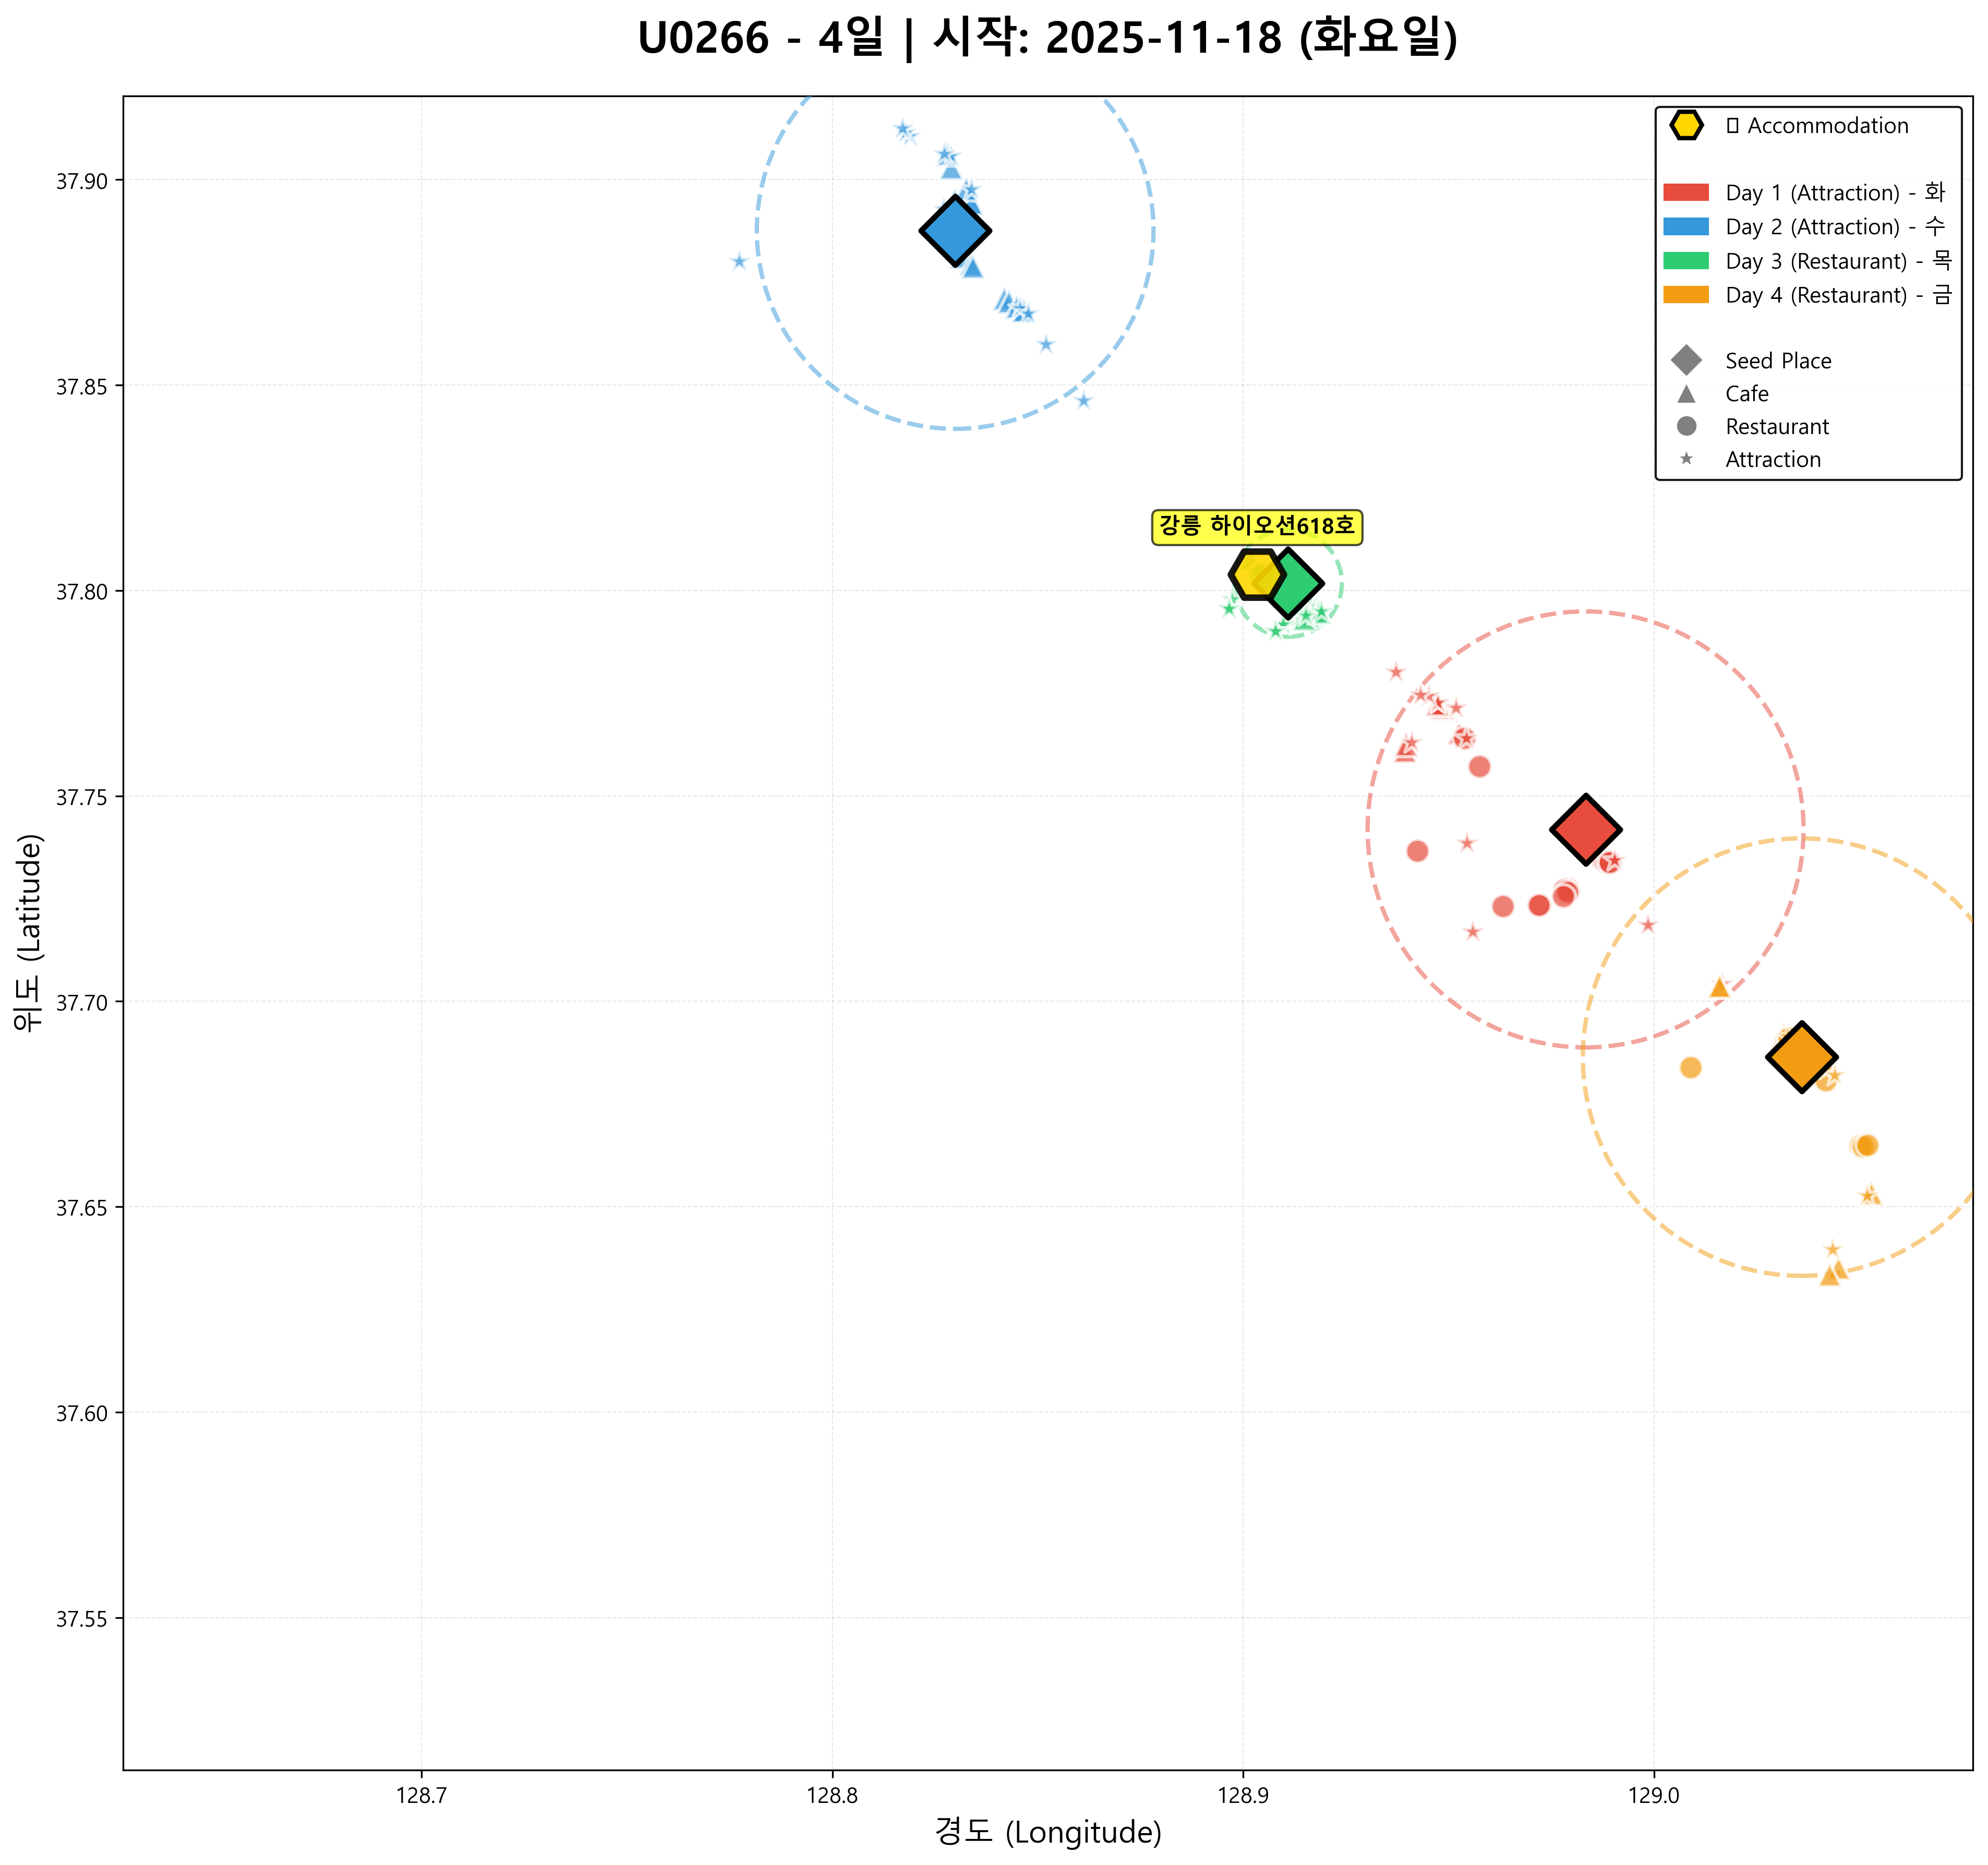 U0266 - 4일 | 시작: 2025-11-18 (화요일)
Accommodation
Day 1 (Attraction) - 화
Day 2 (Attraction) - 수
Day 3 (Restaurant) - 목
Day 4 (Restaurant) - 금
Seed Place
Cafe
Restaurant
Attraction
강릉 하이오션618호
위도 (Latitude)
37.90
37.85
37.80
37.75
37.70
37.65
37.60
37.55
128.7
128.8
128.9
129.0
경도 (Longitude)